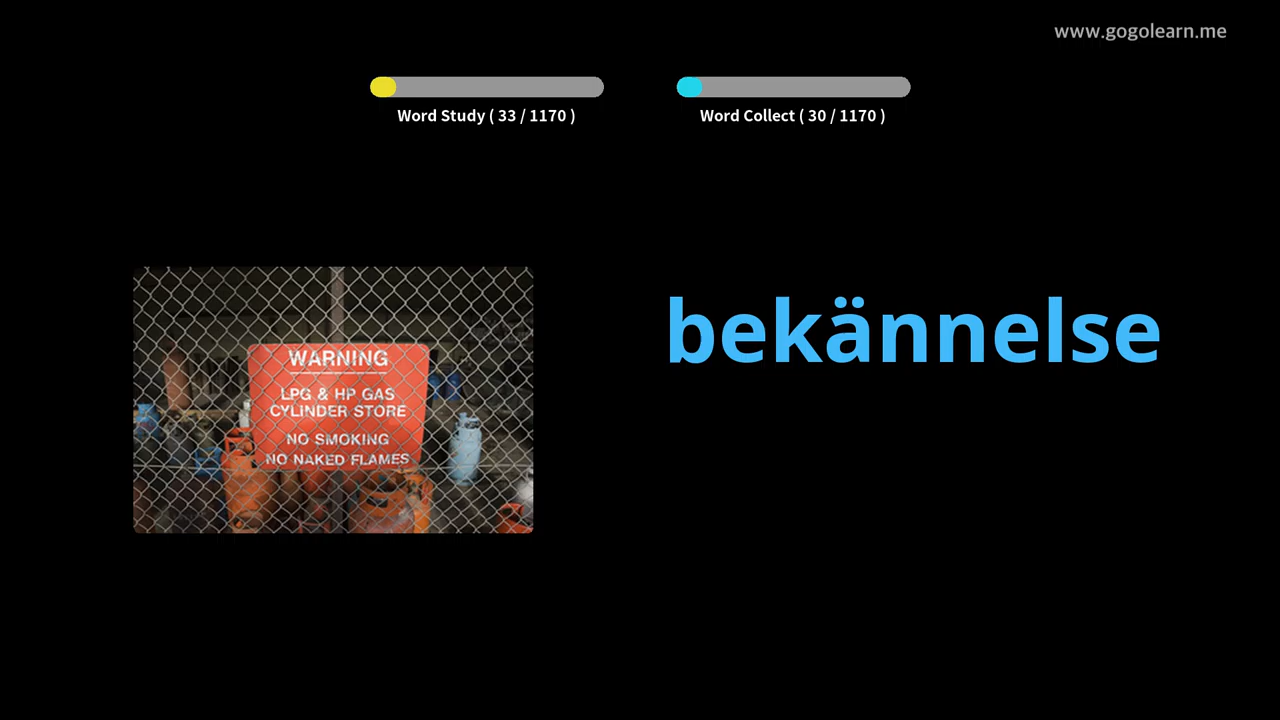 www.gogolearn.me
Word Study ( 33 / 1170 )
Word Collect ( 30 / 1170 )
bekännelse
WARNING
LPG & HP GAS
CYLINDER STORE
NO SMOKING
NO NAKED FLAMES